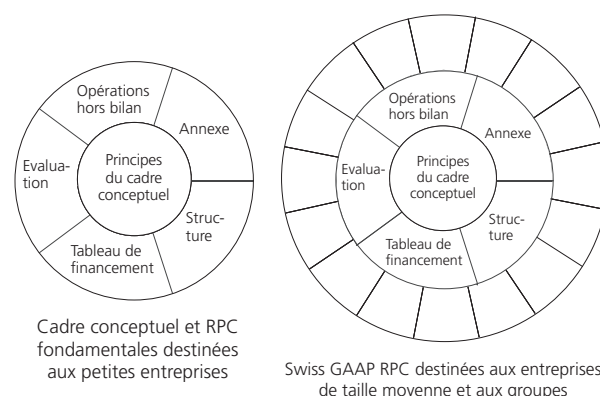 Opérations
hors bilan
Annexe
Evalua-
tion
Principes
du cadre
conceptuel
Struc-
ture
Tableau de
financement
Cadre conceptuel et RPC
fondamentales destinées
aux petites entreprises
Opérations
hors bilan
Annexe
Evalua-
tion
Principes
du cadre
conceptuel
Struc-
ture
Tableau de
financement
Swiss GAAP RPC destinées aux entreprises
de taille moyenne et aux groupes